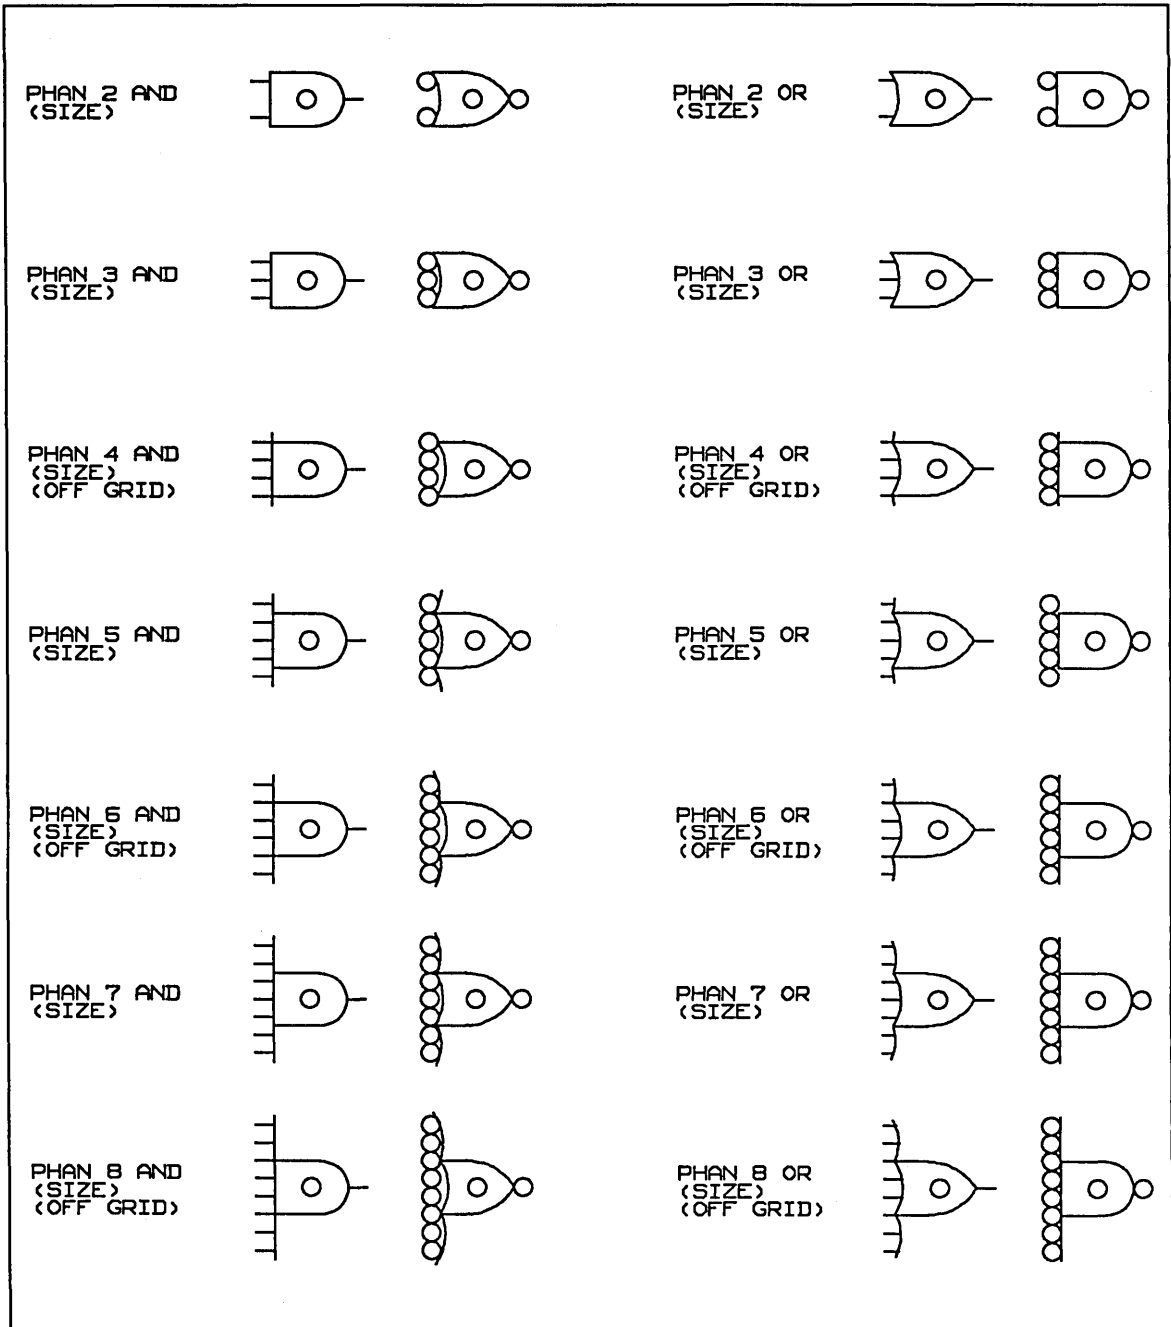 PHAN 2 AND
(SIZE)
PHAN 2 OR
(SIZE)
PHAN 3 AND
(SIZE)
PHAN 3 OR
(SIZE)
PHAN 4 AND
(SIZE)
(OFF GRID)
PHAN 4 OR
(SIZE)
(OFF GRID)
PHAN 5 AND
(SIZE)
PHAN 5 OR
(SIZE)
PHAN 6 AND
(SIZE)
(OFF GRID)
PHAN 6 OR
(SIZE)
(OFF GRID)
PHAN 7 AND
(SIZE)
PHAN 7 OR
(SIZE)
PHAN 8 AND
(SIZE)
(OFF GRID)
PHAN 8 OR
(SIZE)
(OFF GRID)